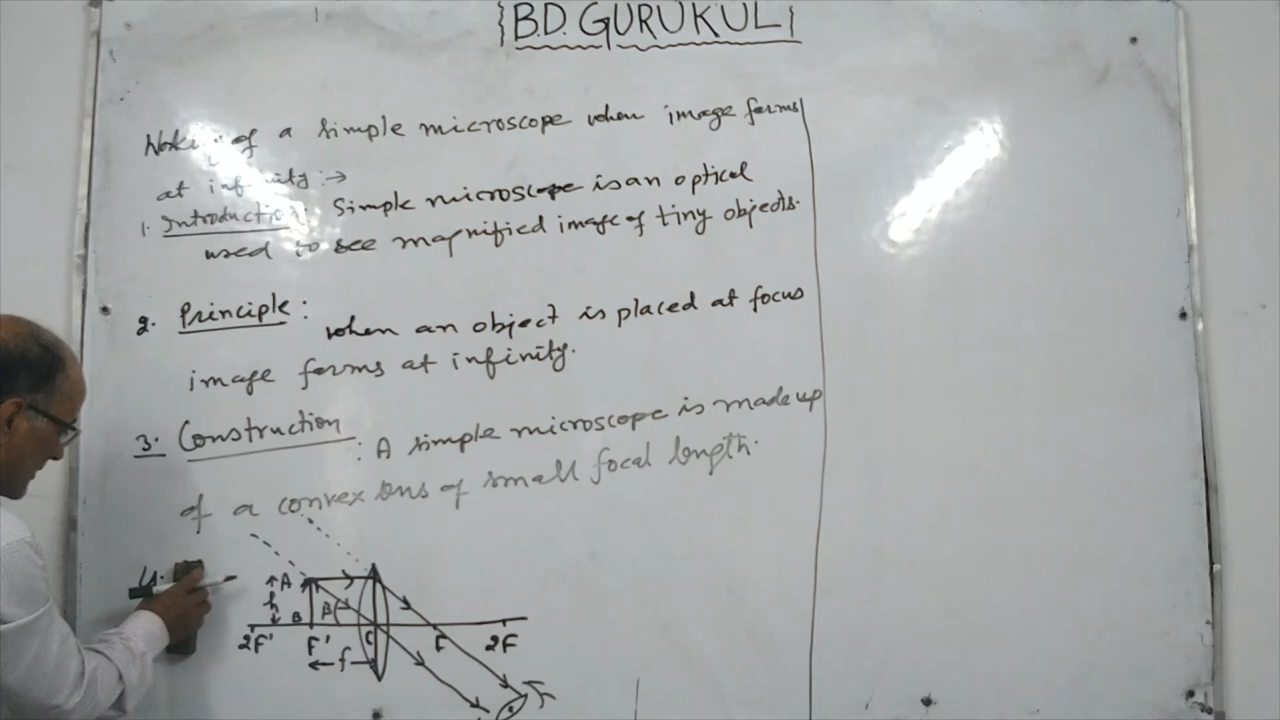 B.D. GURUKUL
of a simple microscope when image forms
at infinity :→
1. Introduction Simple microscope is an optical
used to see magnified image of tiny objects.
2. Principle : when an object is placed at focus
image forms at infinity.
3. Construction : A simple microscope is made up
of a convex lens of small focal length.
4.
A
h
B
β
2F'
F'
C
F
2F
f